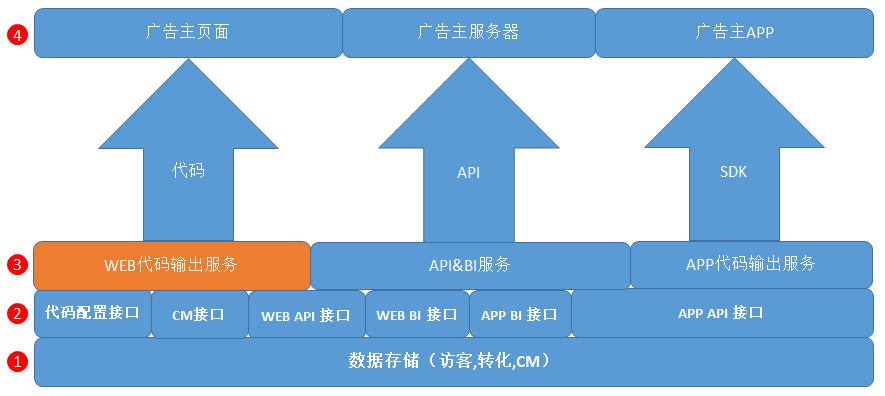 4 广告主页面 广告主服务器 广告主APP
代码 API SDK
3 WEB代码输出服务 API&BI服务 APP代码输出服务
2 代码配置接口 CM接口 WEB API 接口 WEB BI 接口 APP BI 接口 APP API 接口
1 数据存储（访客,转化,CM）